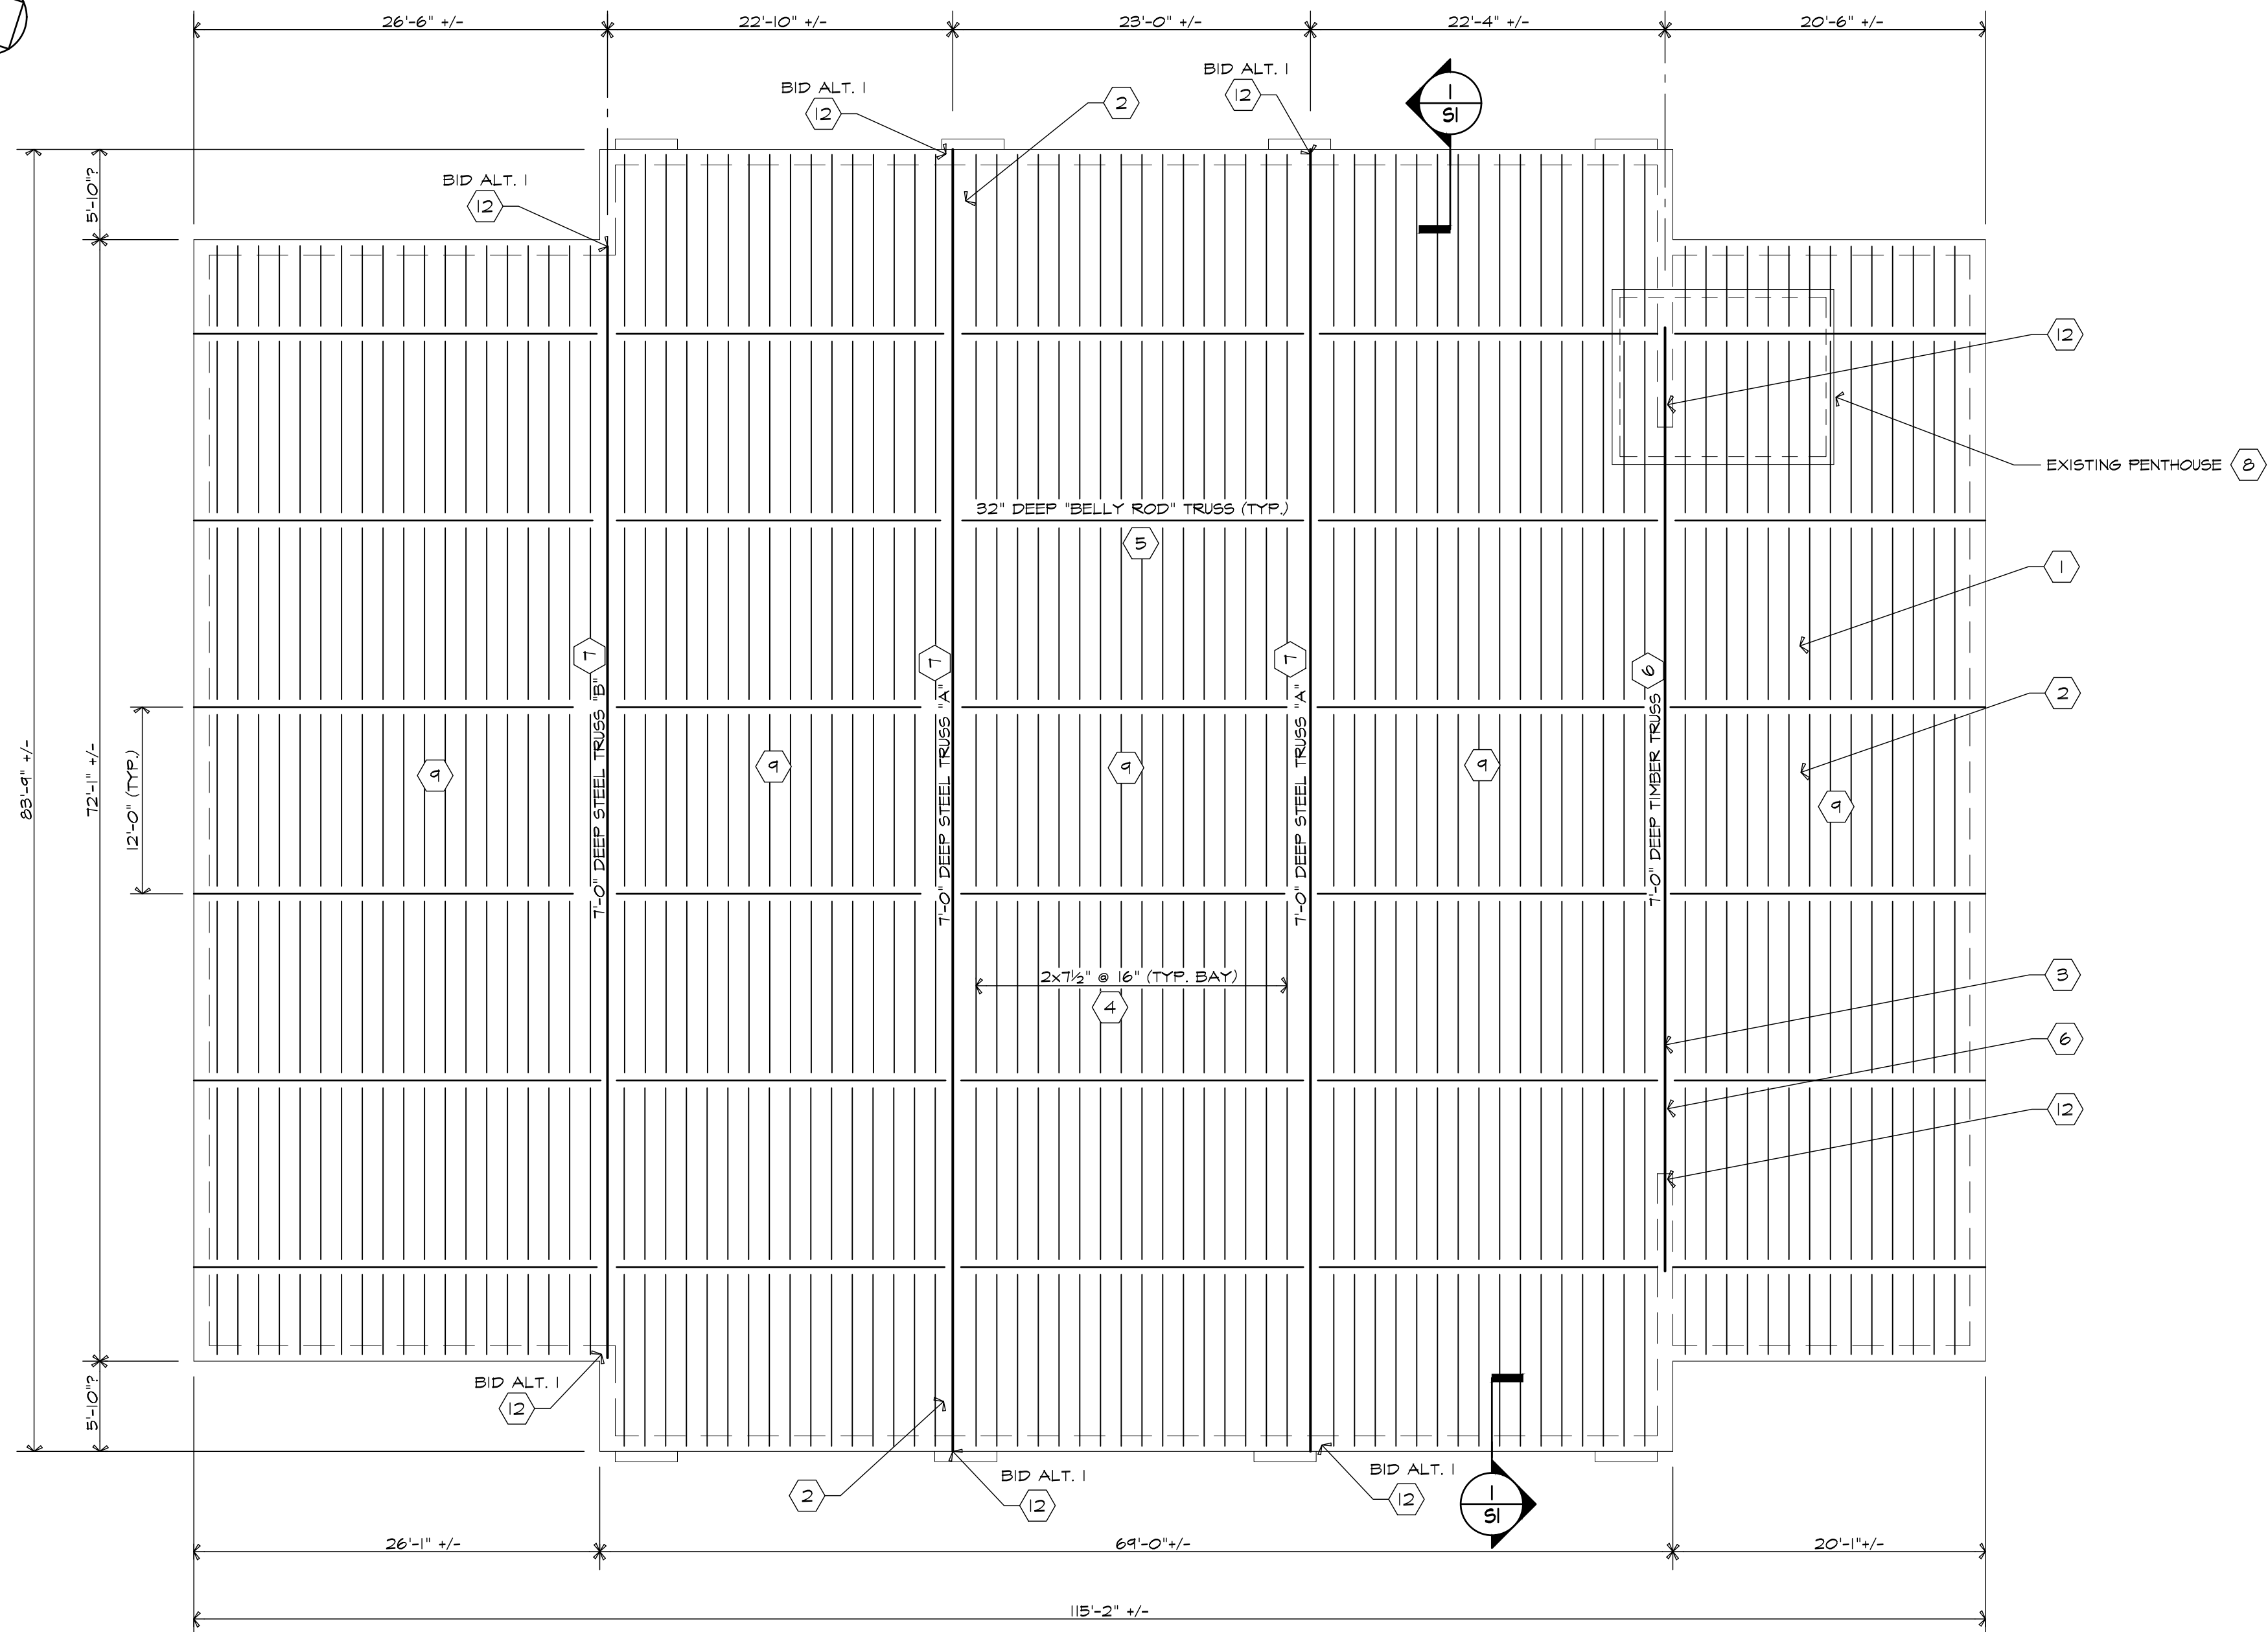 26'-6" +/-
22'-10" +/-
23'-0" +/-
22'-4" +/-
20'-6" +/-
BID ALT. 1
12
BID ALT. 1
12
2
1
S1
BID ALT. 1
12
5'-10"?
12
EXISTING PENTHOUSE 8
32" DEEP "BELLY ROD" TRUSS (TYP.)
5
1
7
7'-0" DEEP STEEL TRUSS "B"
7
7'-0" DEEP STEEL TRUSS "A"
7
7'-0" DEEP STEEL TRUSS "A"
6
7'-0" DEEP TIMBER TRUSS
2
83'-9" +/-
72'-1" +/-
12'-0" (TYP.)
9
9
9
9
9
2x7½" @ 16" (TYP. BAY)
4
3
6
12
5'-10"?
BID ALT. 1
12
2
BID ALT. 1
12
BID ALT. 1
12
1
S1
26'-1" +/-
69'-0"+/-
20'-1"+/-
115'-2" +/-